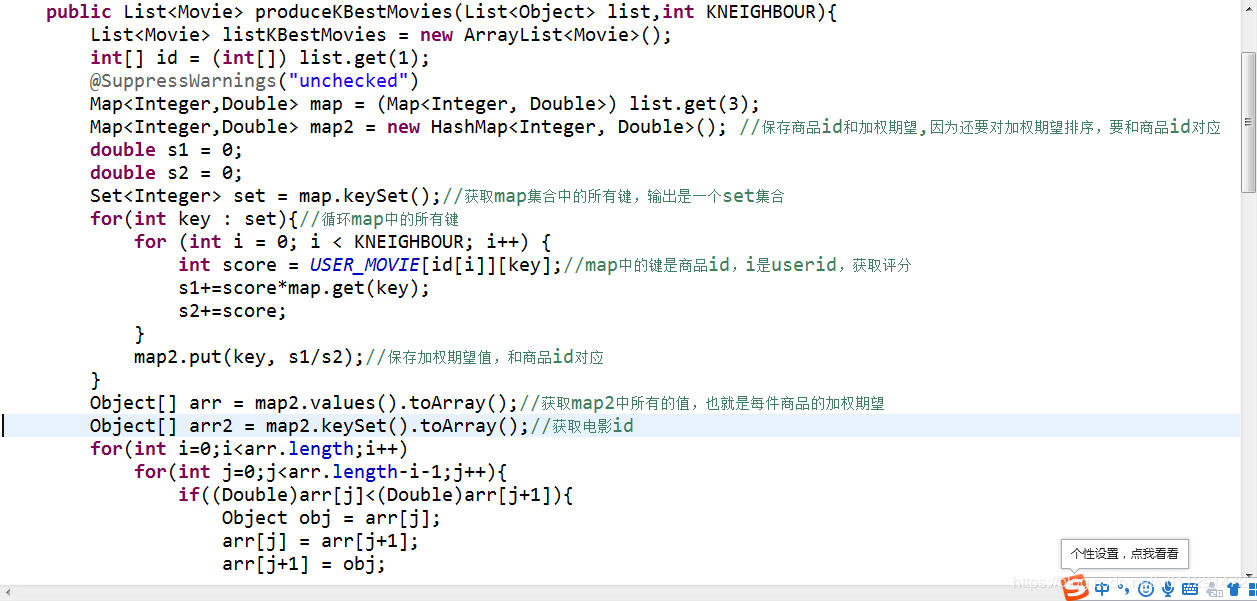 public List<Movie> produceKBestMovies(List<Object> list,int KNEIGHBOUR){
List<Movie> listKBestMovies = new ArrayList<Movie>();
int[] id = (int[]) list.get(1);
@SuppressWarnings("unchecked")
Map<Integer,Double> map = (Map<Integer, Double>) list.get(3);
Map<Integer,Double> map2 = new HashMap<Integer, Double>(); //保存商品id和加权期望,因为还要对加权期望排序，要和商品id对应
double s1 = 0;
double s2 = 0;
Set<Integer> set = map.keySet();//获取map集合中的所有键，输出是一个set集合
for(int key : set){//循环map中的所有键
for (int i = 0; i < KNEIGHBOUR; i++) {
int score = USER_MOVIE[id[i]][key];//map中的键是商品id，i是userid，获取评分
s1+=score*map.get(key);
s2+=score;
}
map2.put(key, s1/s2);//保存加权期望值，和商品id对应
}
Object[] arr = map2.values().toArray();//获取map2中所有的值，也就是每件商品的加权期望
Object[] arr2 = map2.keySet().toArray();//获取电影id
for(int i=0;i<arr.length;i++)
for(int j=0;j<arr.length-i-1;j++){
if((Double)arr[j]<(Double)arr[j+1]){
Object obj = arr[j];
arr[j] = arr[j+1];
arr[j+1] = obj;
个性设置，点我看看
中